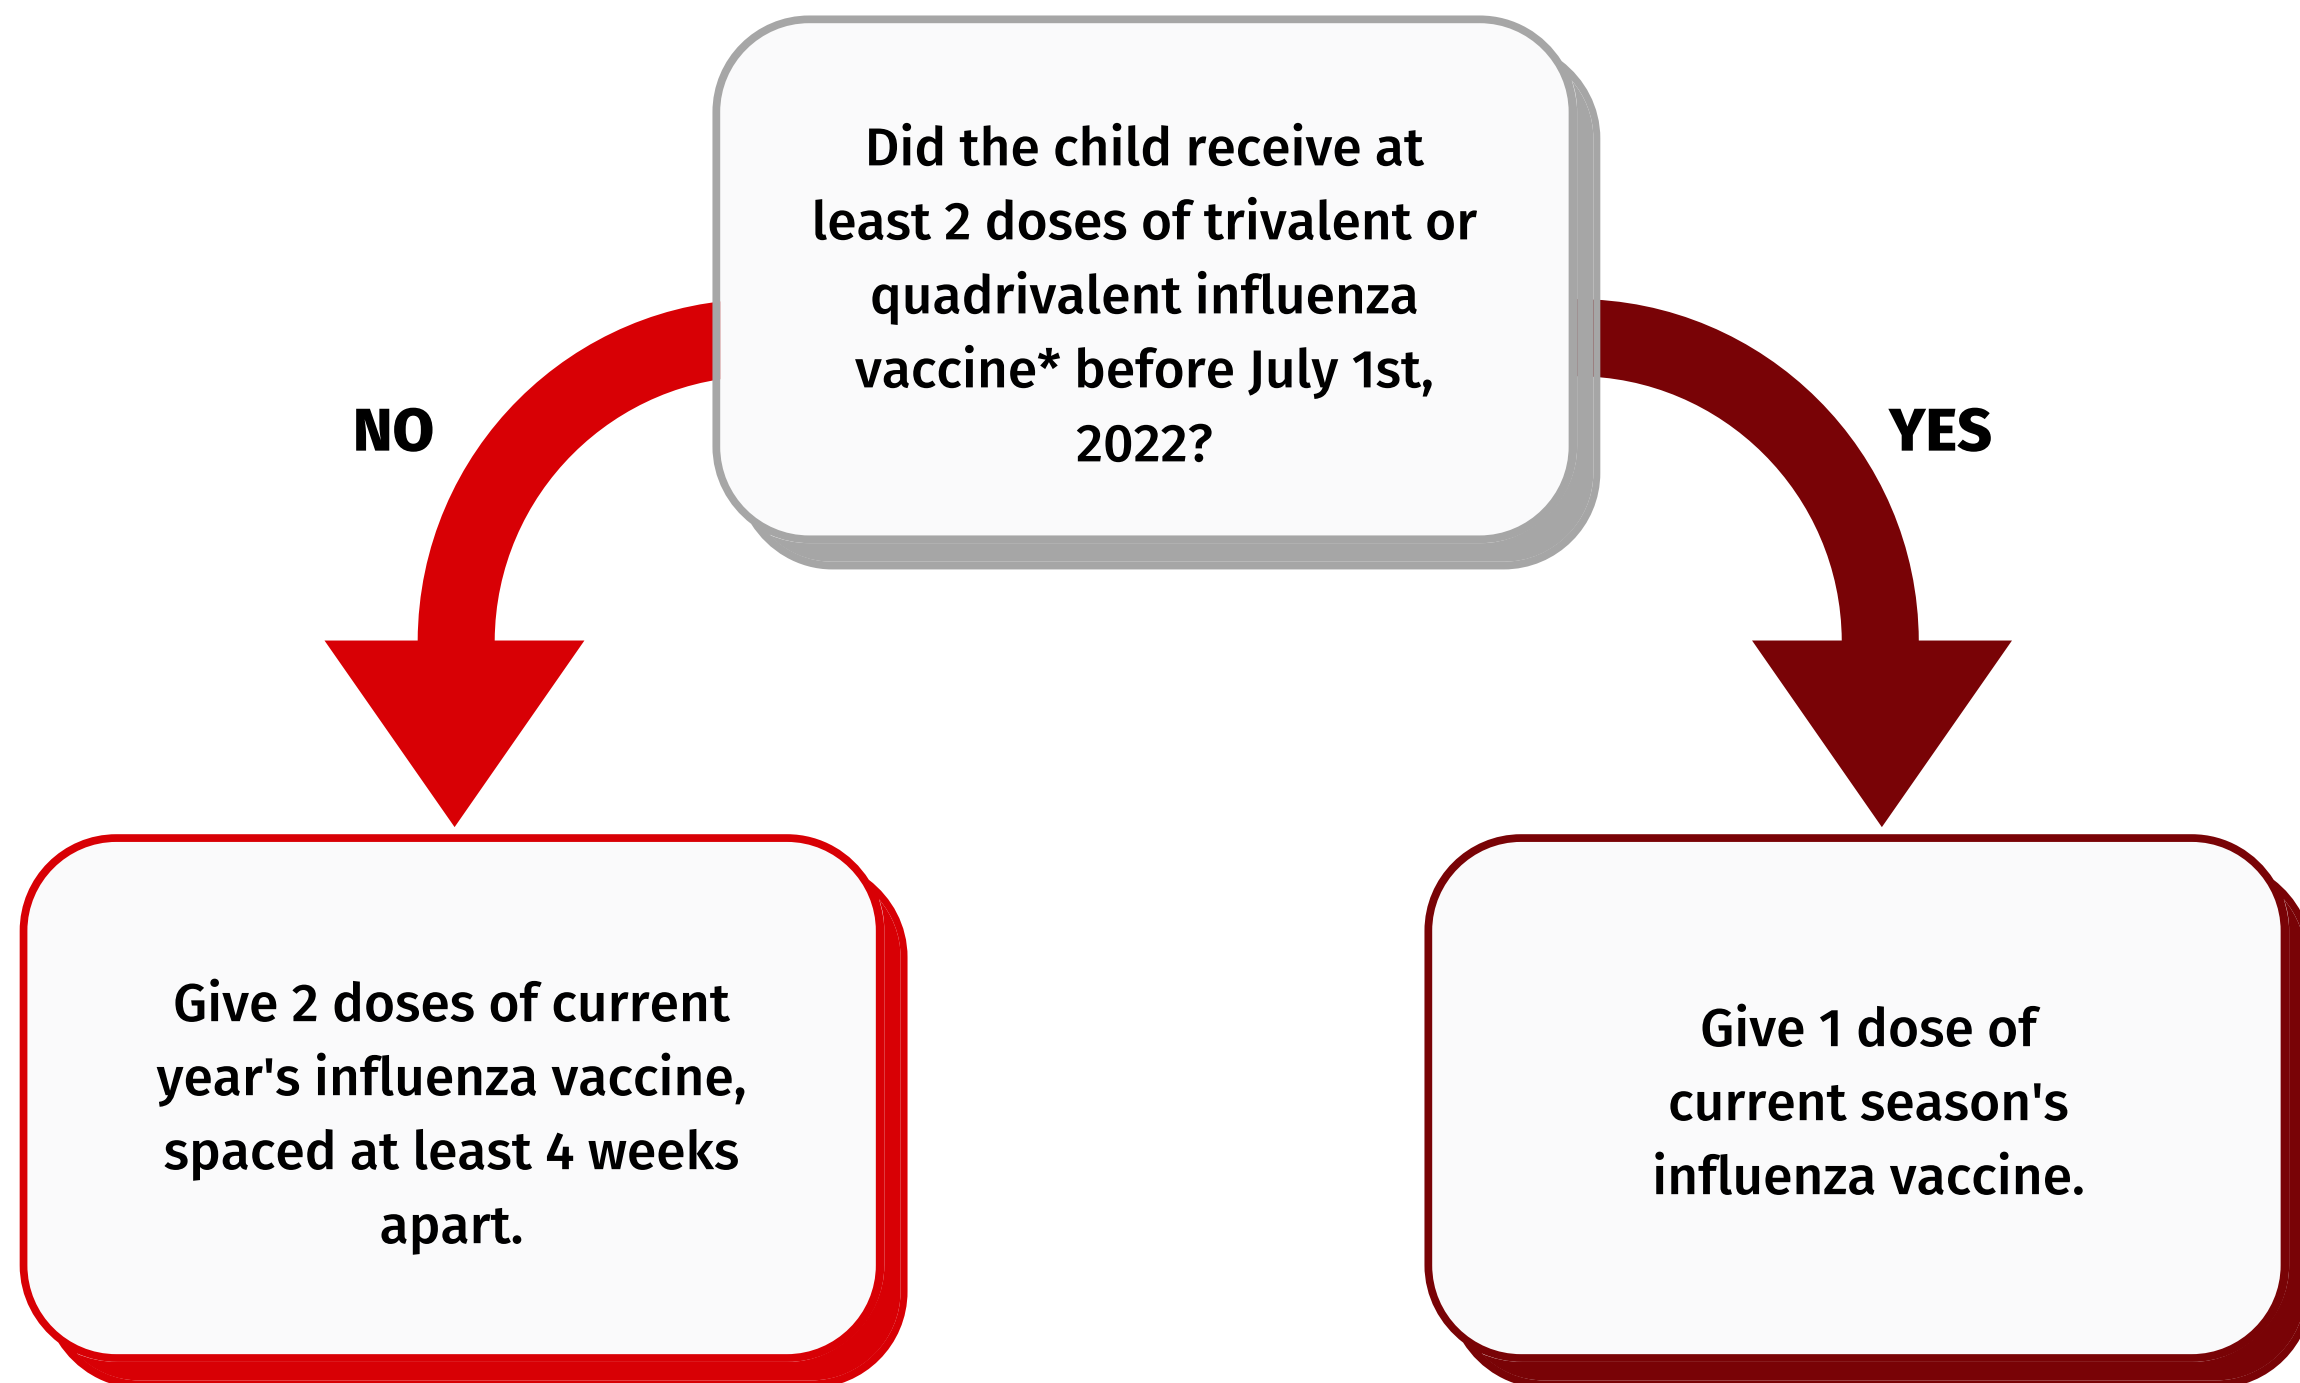 Did the child receive at
least 2 doses of trivalent or
quadrivalent influenza
vaccine* before July 1st,
2022?
NO
YES
Give 2 doses of current
year's influenza vaccine,
spaced at least 4 weeks
apart.
Give 1 dose of
current season's
influenza vaccine.